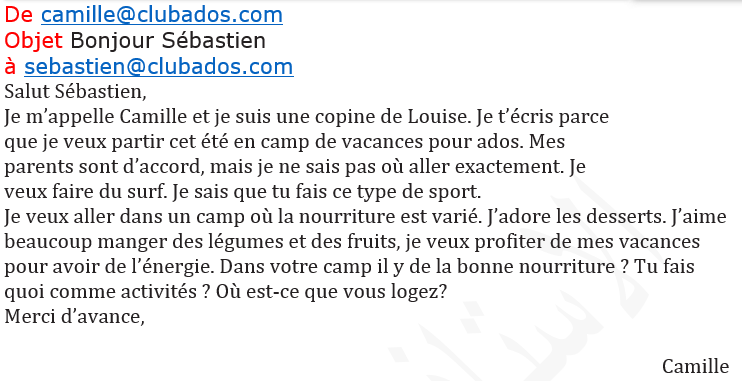 De camille@clubados.com
Objet Bonjour Sébastien
à sebastien@clubados.com
Salut Sébastien,
Je m’appelle Camille et je suis une copine de Louise. Je t’écris parce
que je veux partir cet été en camp de vacances pour ados. Mes
parents sont d’accord, mais je ne sais pas où aller exactement. Je
veux faire du surf. Je sais que tu fais ce type de sport.
Je veux aller dans un camp où la nourriture est varié. J’adore les desserts. J’aime
beaucoup manger des légumes et des fruits, je veux profiter de mes vacances
pour avoir de l’énergie. Dans votre camp il y de la bonne nourriture ? Tu fais
quoi comme activités ? Où est-ce que vous logez?
Merci d’avance,
Camille